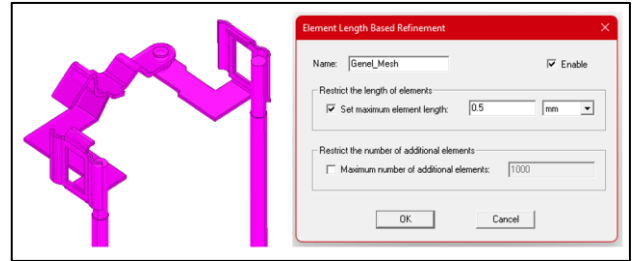 Element Length Based Refinement
Name: Genel_Mesh Enable
Restrict the length of elements
Set maximum element length: 0.5 mm
Restrict the number of additional elements
Maximum number of additional elements: 1000
OK Cancel